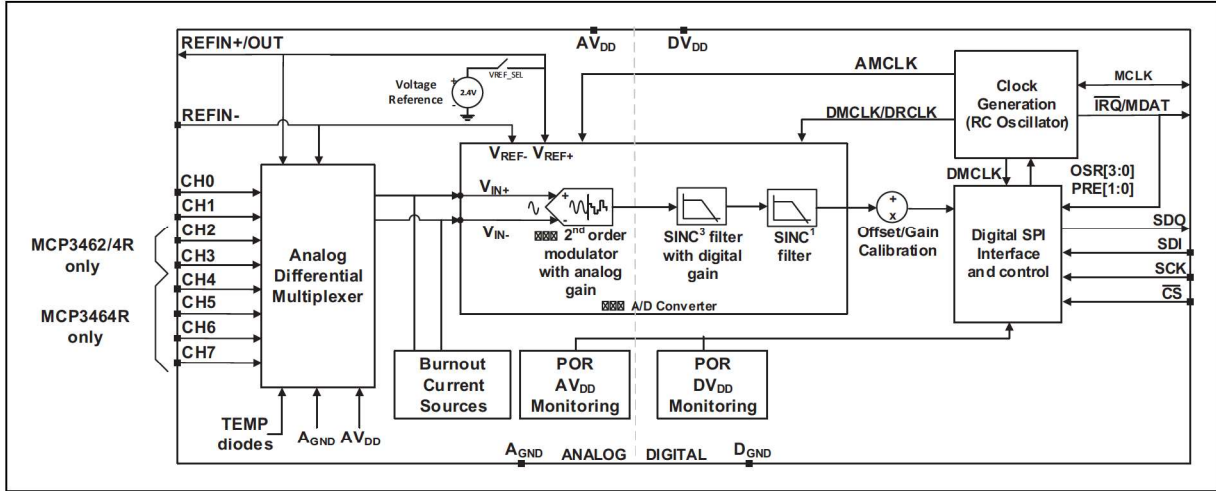 AVDD
DVDD
REFIN+/OUT
Voltage
Reference
2.4V
VREF_SEL
AMCLK
Clock
Generation
(RC Oscillator)
MCLK
IRQ/MDAT
REFIN-
DMCLK/DRCLK
VREF-
VREF+
DMCLK
OSR[3:0]
PRE[1:0]
CH0
CH1
CH2
CH3
CH4
CH5
CH6
CH7
MCP3462/4R
only
MCP3464R
only
Analog
Differential
Multiplexer
VIN+
VIN-
+
-
2nd order
modulator
with analog
gain
SINC3 filter
with digital
gain
SINC1
filter
A/D Converter
+
x
Offset/Gain
Calibration
Digital SPI
Interface
and control
SDO
SDI
SCK
CS
Burnout
Current
Sources
POR
AVDD
Monitoring
POR
DVDD
Monitoring
TEMP
diodes
AGND
AVDD
AGND
ANALOG
DIGITAL
DGND